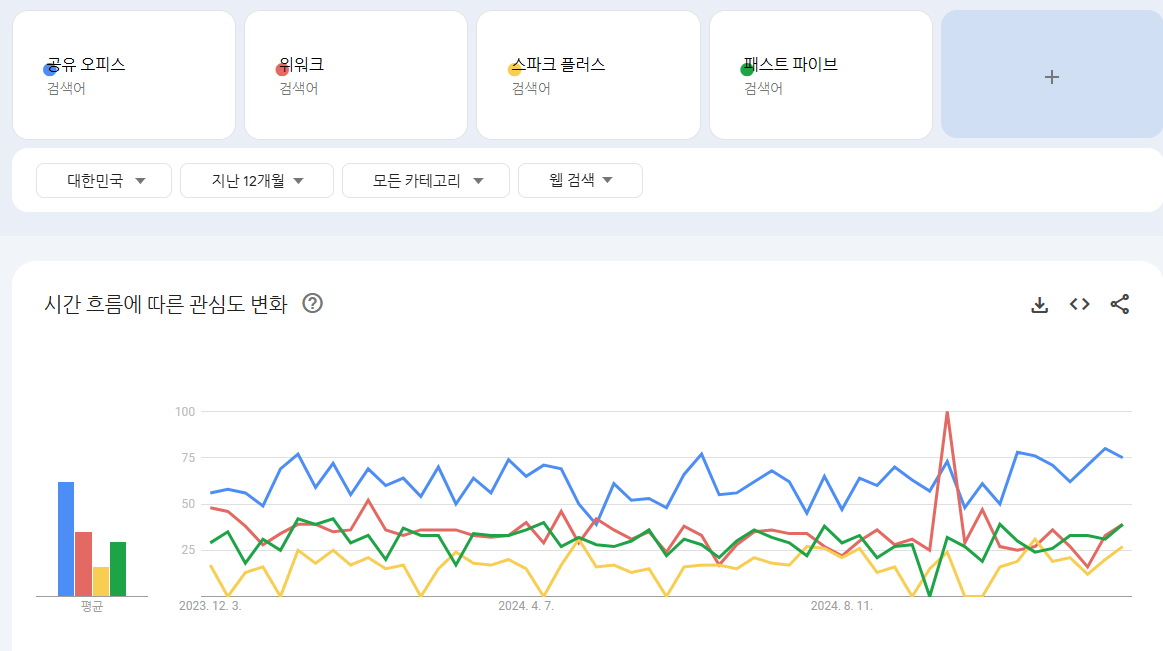 공유 오피스
검색어
위워크
검색어
스파크 플러스
검색어
패스트 파이브
검색어
+
대한민국
지난 12개월
모든 카테고리
웹 검색
시간 흐름에 따른 관심도 변화
100
75
50
25
평균
2023. 12. 3.
2024. 4. 7.
2024. 8. 11.